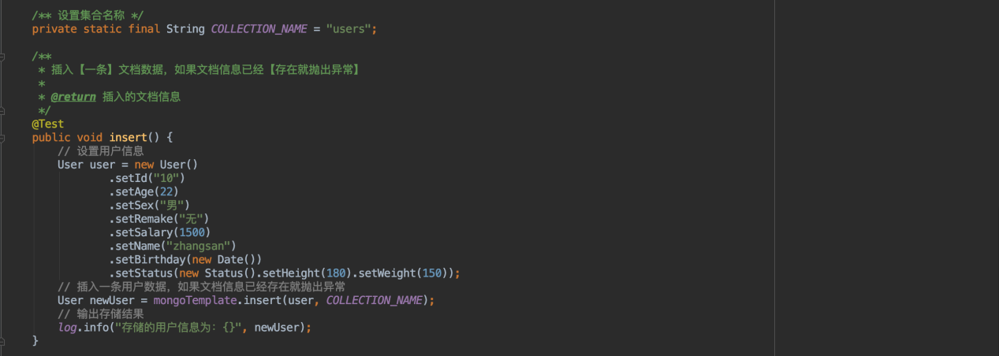 /** 设置集合名称 */
private static final String COLLECTION_NAME = "users";
/**
* 插入【一条】文档数据，如果文档信息已经【存在就抛出异常】
*
* @return 插入的文档信息
*/
@Test
public void insert() {
// 设置用户信息
User user = new User()
.setId("10")
.setAge(22)
.setSex("男")
.setRemake("无")
.setSalary(1500)
.setName("zhangsan")
.setBirthday(new Date())
.setStatus(new Status().setHeight(180).setWeight(150));
// 插入一条用户数据，如果文档信息已经存在就抛出异常
User newUser = mongoTemplate.insert(user, COLLECTION_NAME);
// 输出存储结果
log.info("存储的用户信息为：{}", newUser);
}